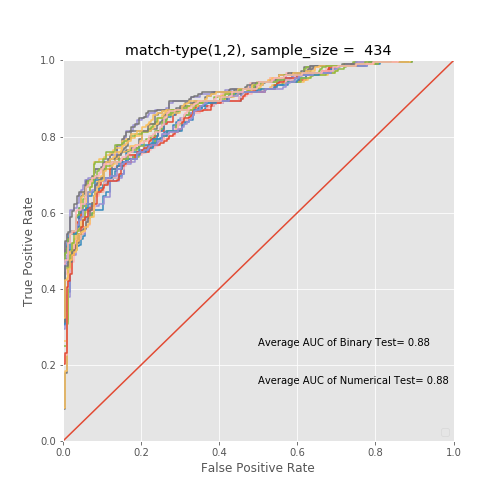 match-type(1,2), sample_size =  434
1.0
0.8
0.6
0.4
0.2
0.0
True Positive Rate
Average AUC of Binary Test= 0.88
Average AUC of Numerical Test= 0.88
0.0 0.2 0.4 0.6 0.8 1.0
False Positive Rate